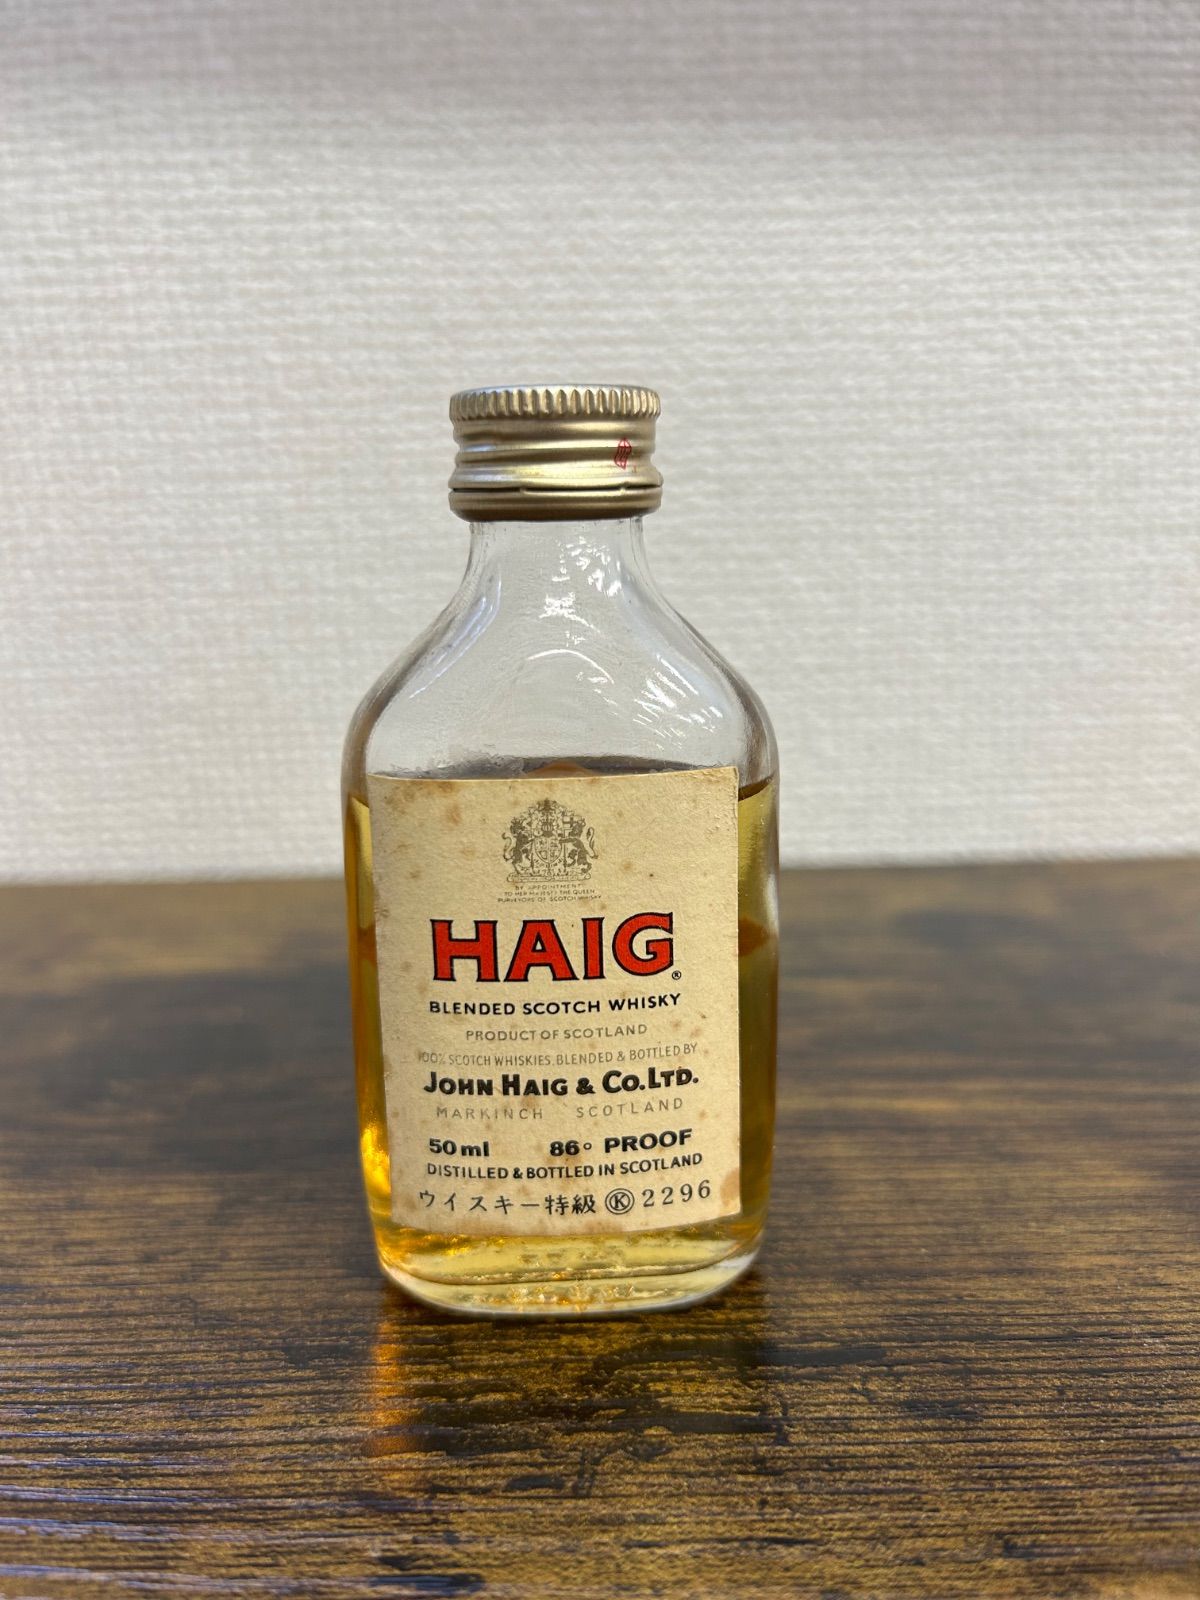 BY APPOINTMENT
TO HER MAJESTY THE QUEEN
PURVEYORS OF SCOTCH WHISKY
HAIG®
BLENDED SCOTCH WHISKY
PRODUCT OF SCOTLAND
100% SCOTCH WHISKIES. BLENDED & BOTTLED BY
JOHN HAIG & CO. LTD.
MARKINCH SCOTLAND
50ml 86° PROOF
DISTILLED & BOTTLED IN SCOTLAND
ウイスキー特級 Ⓚ 2296